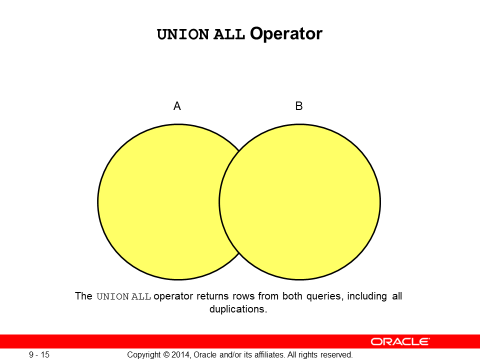 UNION ALL Operator
A B
The UNION ALL operator returns rows from both queries, including all
duplications.
ORACLE
9 - 15 Copyright © 2014, Oracle and/or its affiliates. All rights reserved.